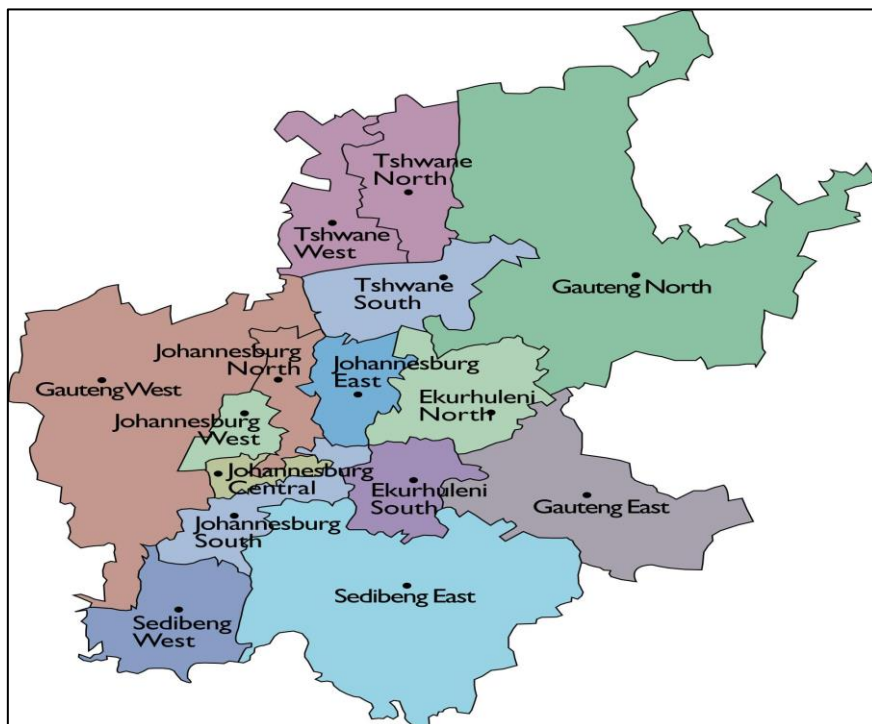 Tshwane
North
Tshwane
West
Tshwane
South
Gauteng North
Johannesburg
North
Johannesburg
East
Gauteng West
Ekurhuleni
North
Johannesburg
West
Johannesburg
Central
Ekurhuleni
South
Gauteng East
Johannesburg
South
Sedibeng East
Sedibeng
West